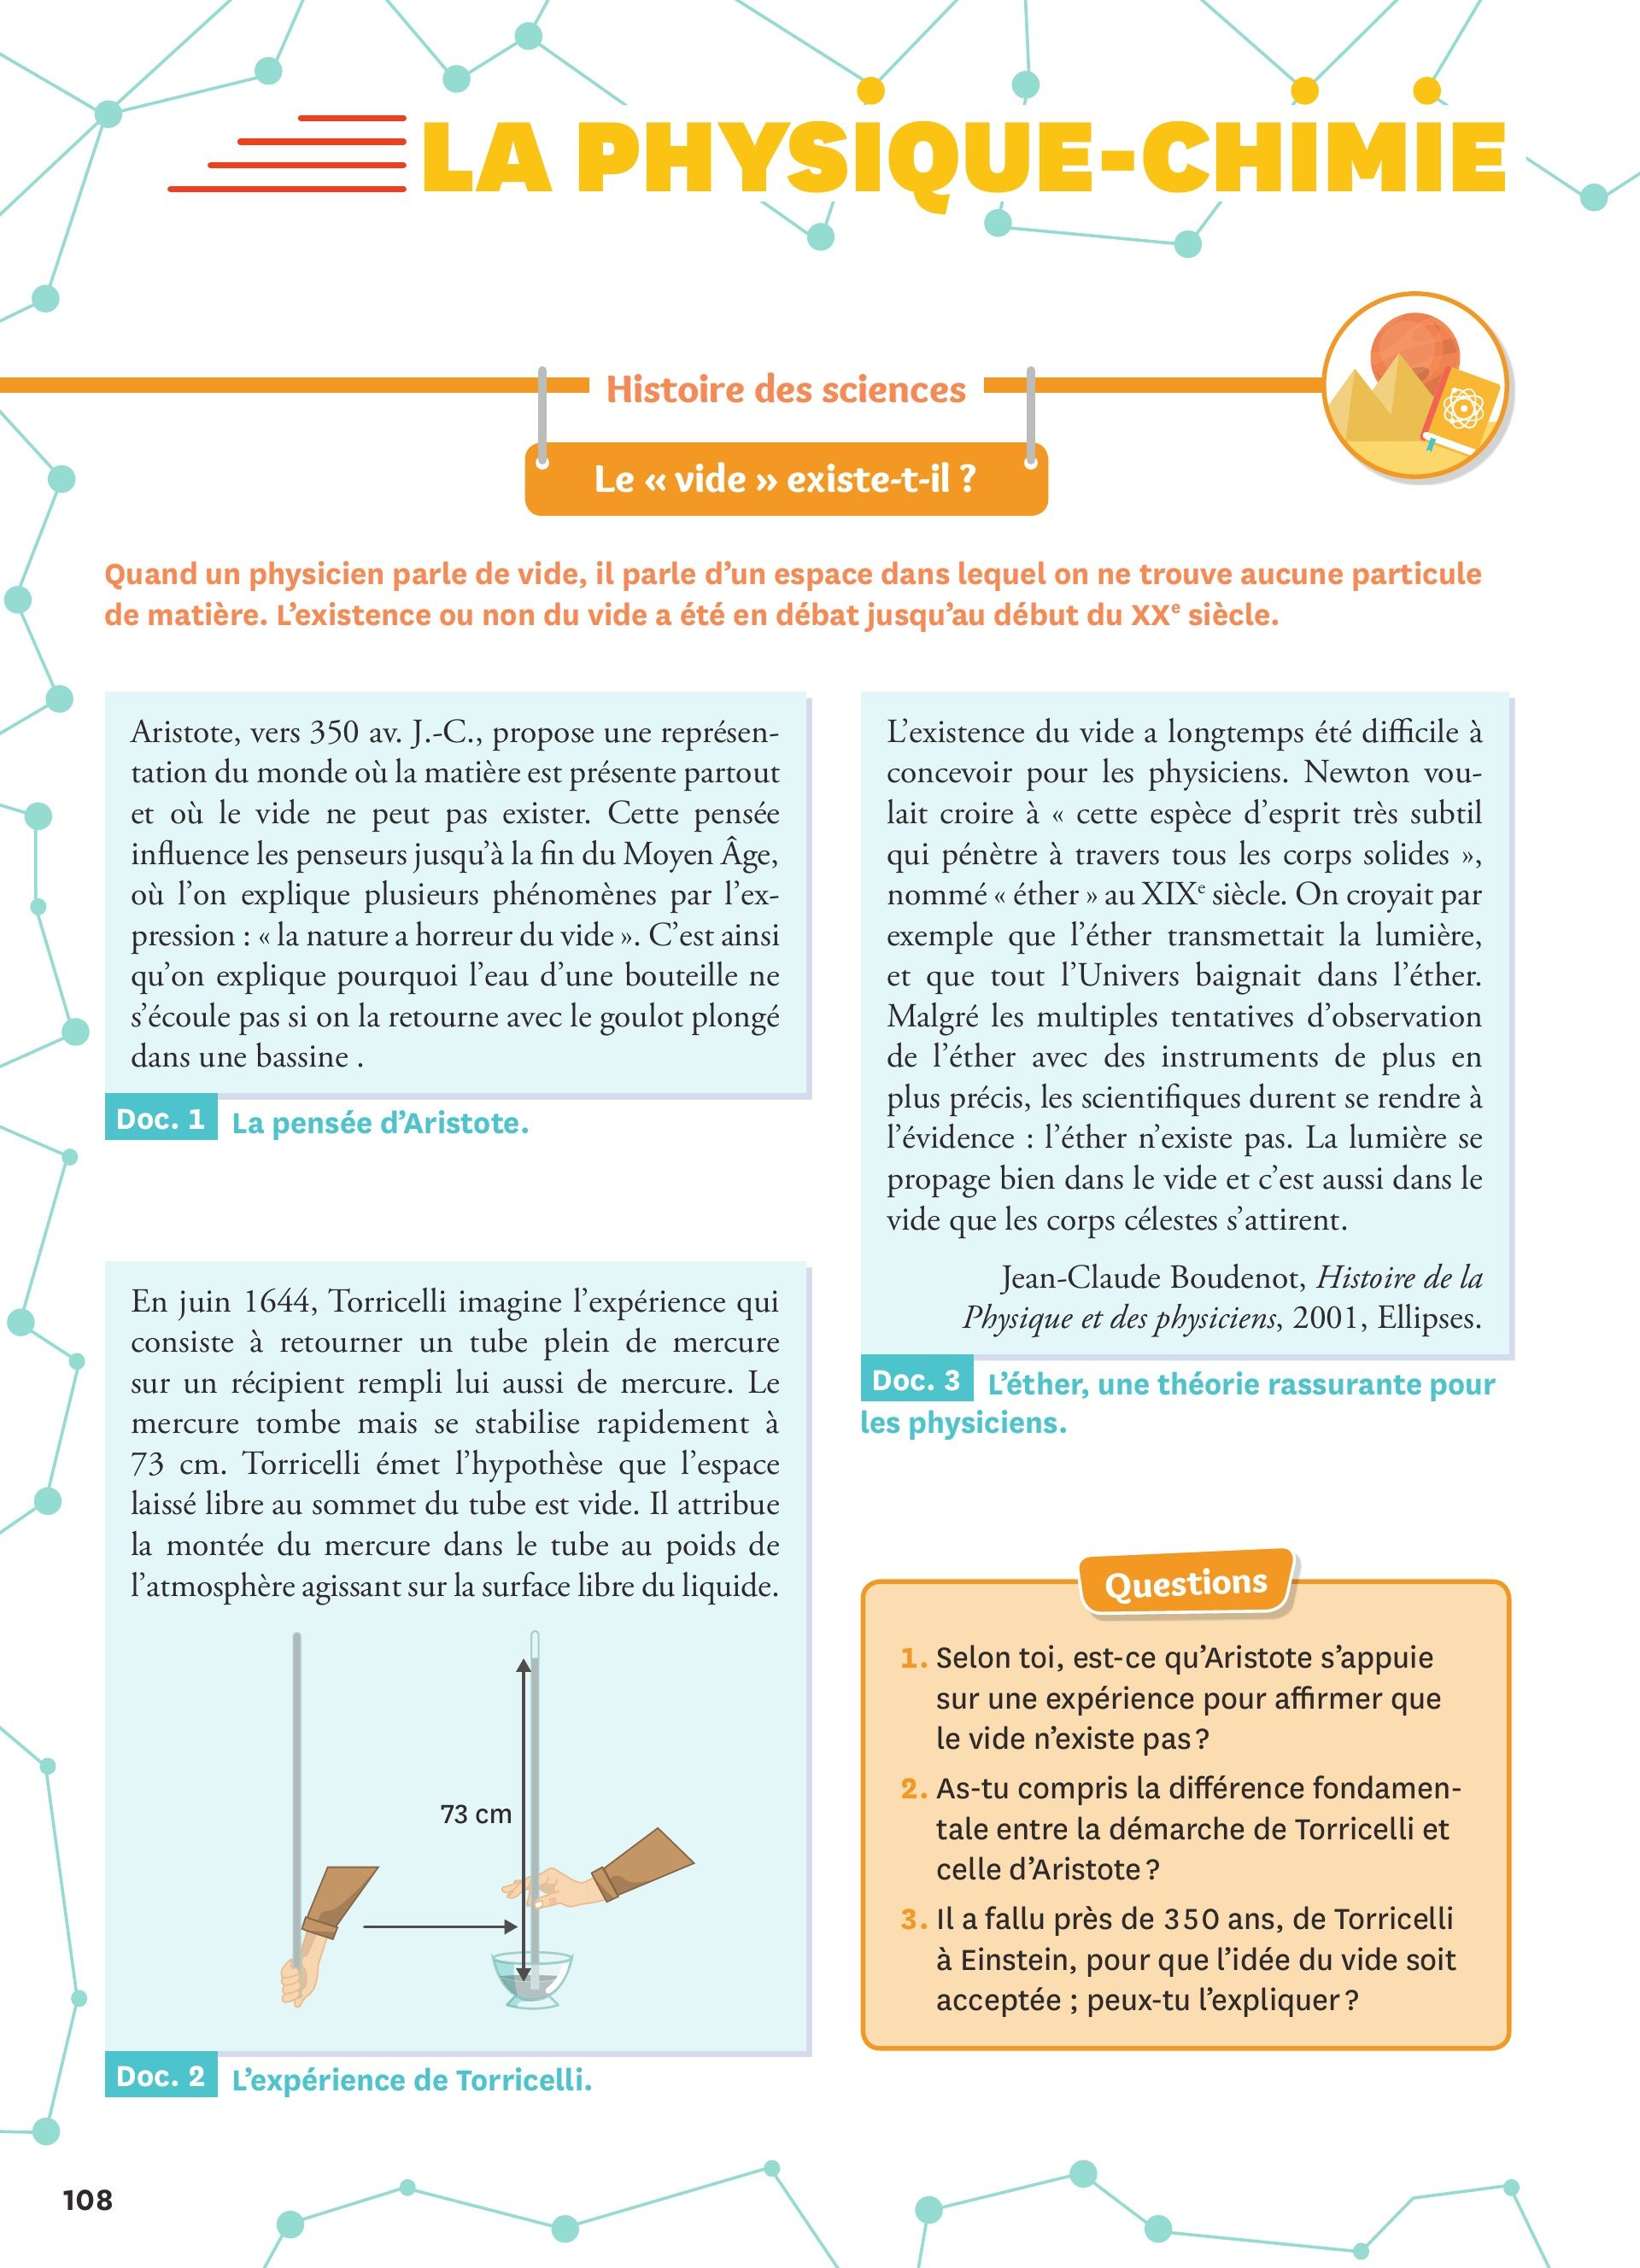 LA PHYSIQUE-CHIMIE
Histoire des sciences
Le « vide » existe-t-il ?
Quand un physicien parle de vide, il parle d’un espace dans lequel on ne trouve aucune particule
de matière. L’existence ou non du vide a été en débat jusqu’au début du XXe siècle.
Aristote, vers 350 av. J.-C., propose une représen-
tation du monde où la matière est présente partout
et où le vide ne peut pas exister. Cette pensée
influence les penseurs jusqu’à la fin du Moyen Âge,
où l’on explique plusieurs phénomènes par l’ex-
pression : « la nature a horreur du vide ». C’est ainsi
qu’on explique pourquoi l’eau d’une bouteille ne
s’écoule pas si on la retourne avec le goulot plongé
dans une bassine .
Doc. 1 La pensée d’Aristote.
En juin 1644, Torricelli imagine l’expérience qui
consiste à retourner un tube plein de mercure
sur un récipient rempli lui aussi de mercure. Le
mercure tombe mais se stabilise rapidement à
73 cm. Torricelli émet l’hypothèse que l’espace
laissé libre au sommet du tube est vide. Il attribue
la montée du mercure dans le tube au poids de
l’atmosphère agissant sur la surface libre du liquide.
73 cm
Doc. 2 L’expérience de Torricelli.
L’existence du vide a longtemps été difficile à
concevoir pour les physiciens. Newton vou-
lait croire à « cette espèce d’esprit très subtil
qui pénètre à travers tous les corps solides »,
nommé « éther » au XIXe siècle. On croyait par
exemple que l’éther transmettait la lumière,
et que tout l’Univers baignait dans l’éther.
Malgré les multiples tentatives d’observation
de l’éther avec des instruments de plus en
plus précis, les scientifiques durent se rendre à
l’évidence : l’éther n’existe pas. La lumière se
propage bien dans le vide et c’est aussi dans le
vide que les corps célestes s’attirent.
Jean-Claude Boudenot, Histoire de la
Physique et des physiciens, 2001, Ellipses.
Doc. 3 L’éther, une théorie rassurante pour
les physiciens.
Questions
1. Selon toi, est-ce qu’Aristote s’appuie
sur une expérience pour affirmer que
le vide n’existe pas ?
2. As-tu compris la différence fondamen-
tale entre la démarche de Torricelli et
celle d’Aristote ?
3. Il a fallu près de 350 ans, de Torricelli
à Einstein, pour que l’idée du vide soit
acceptée ; peux-tu l’expliquer ?
108